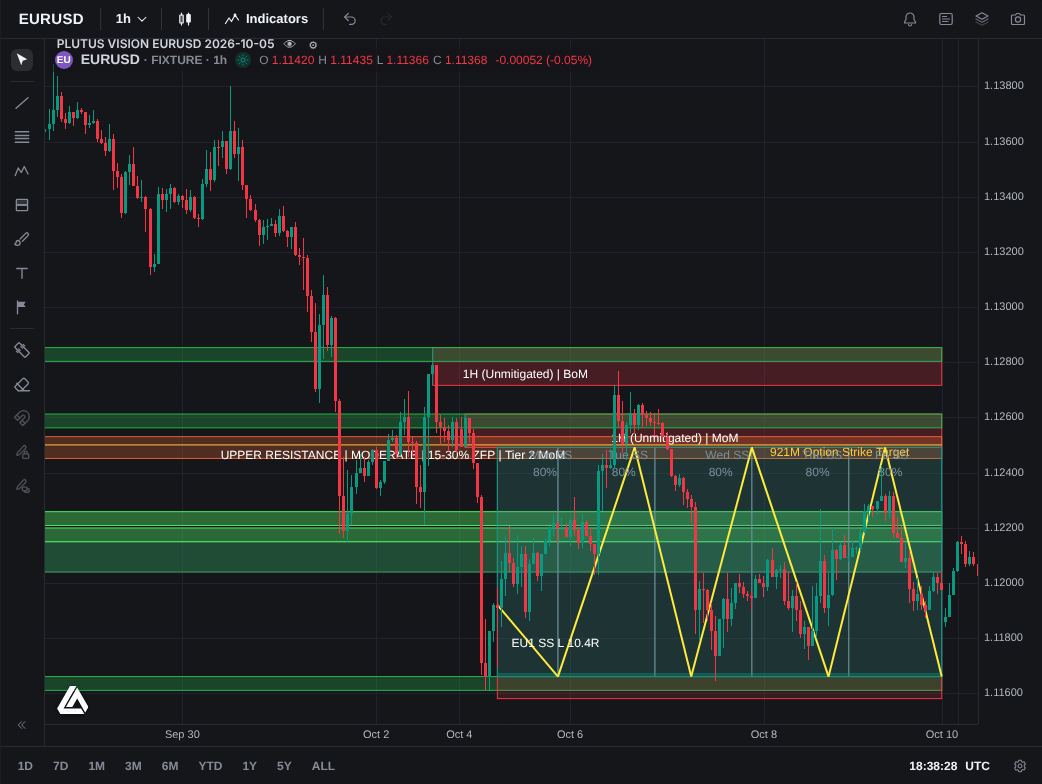 EURUSD 1h Indicators
PLUTUS VISION EURUSD 2026-10-05
EU EURUSD · FIXTURE · 1h O 1.11420 H 1.11435 L 1.11366 C 1.11368 -0.00052 (-0.05%)
1.13800
1.13600
1.13400
1.13200
1.13000
1.12800
1H (Unmitigated) | BoM
1.12600
1H (Unmitigated) | MoM
UPPER RESISTANCE | MODERATE | 15-30% ZFP | Tier 2 MoM
Tue SS
Wed SS
921M Option Strike Target
80% 80% 80% 80% 80%
1.12400
1.12200
1.12000
EU1 SS L 10.4R
1.11800
1.11600
Sep 30 Oct 2 Oct 4 Oct 6 Oct 8 Oct 10
1D 7D 1M 3M 6M YTD 1Y 5Y ALL 18:38:28 UTC